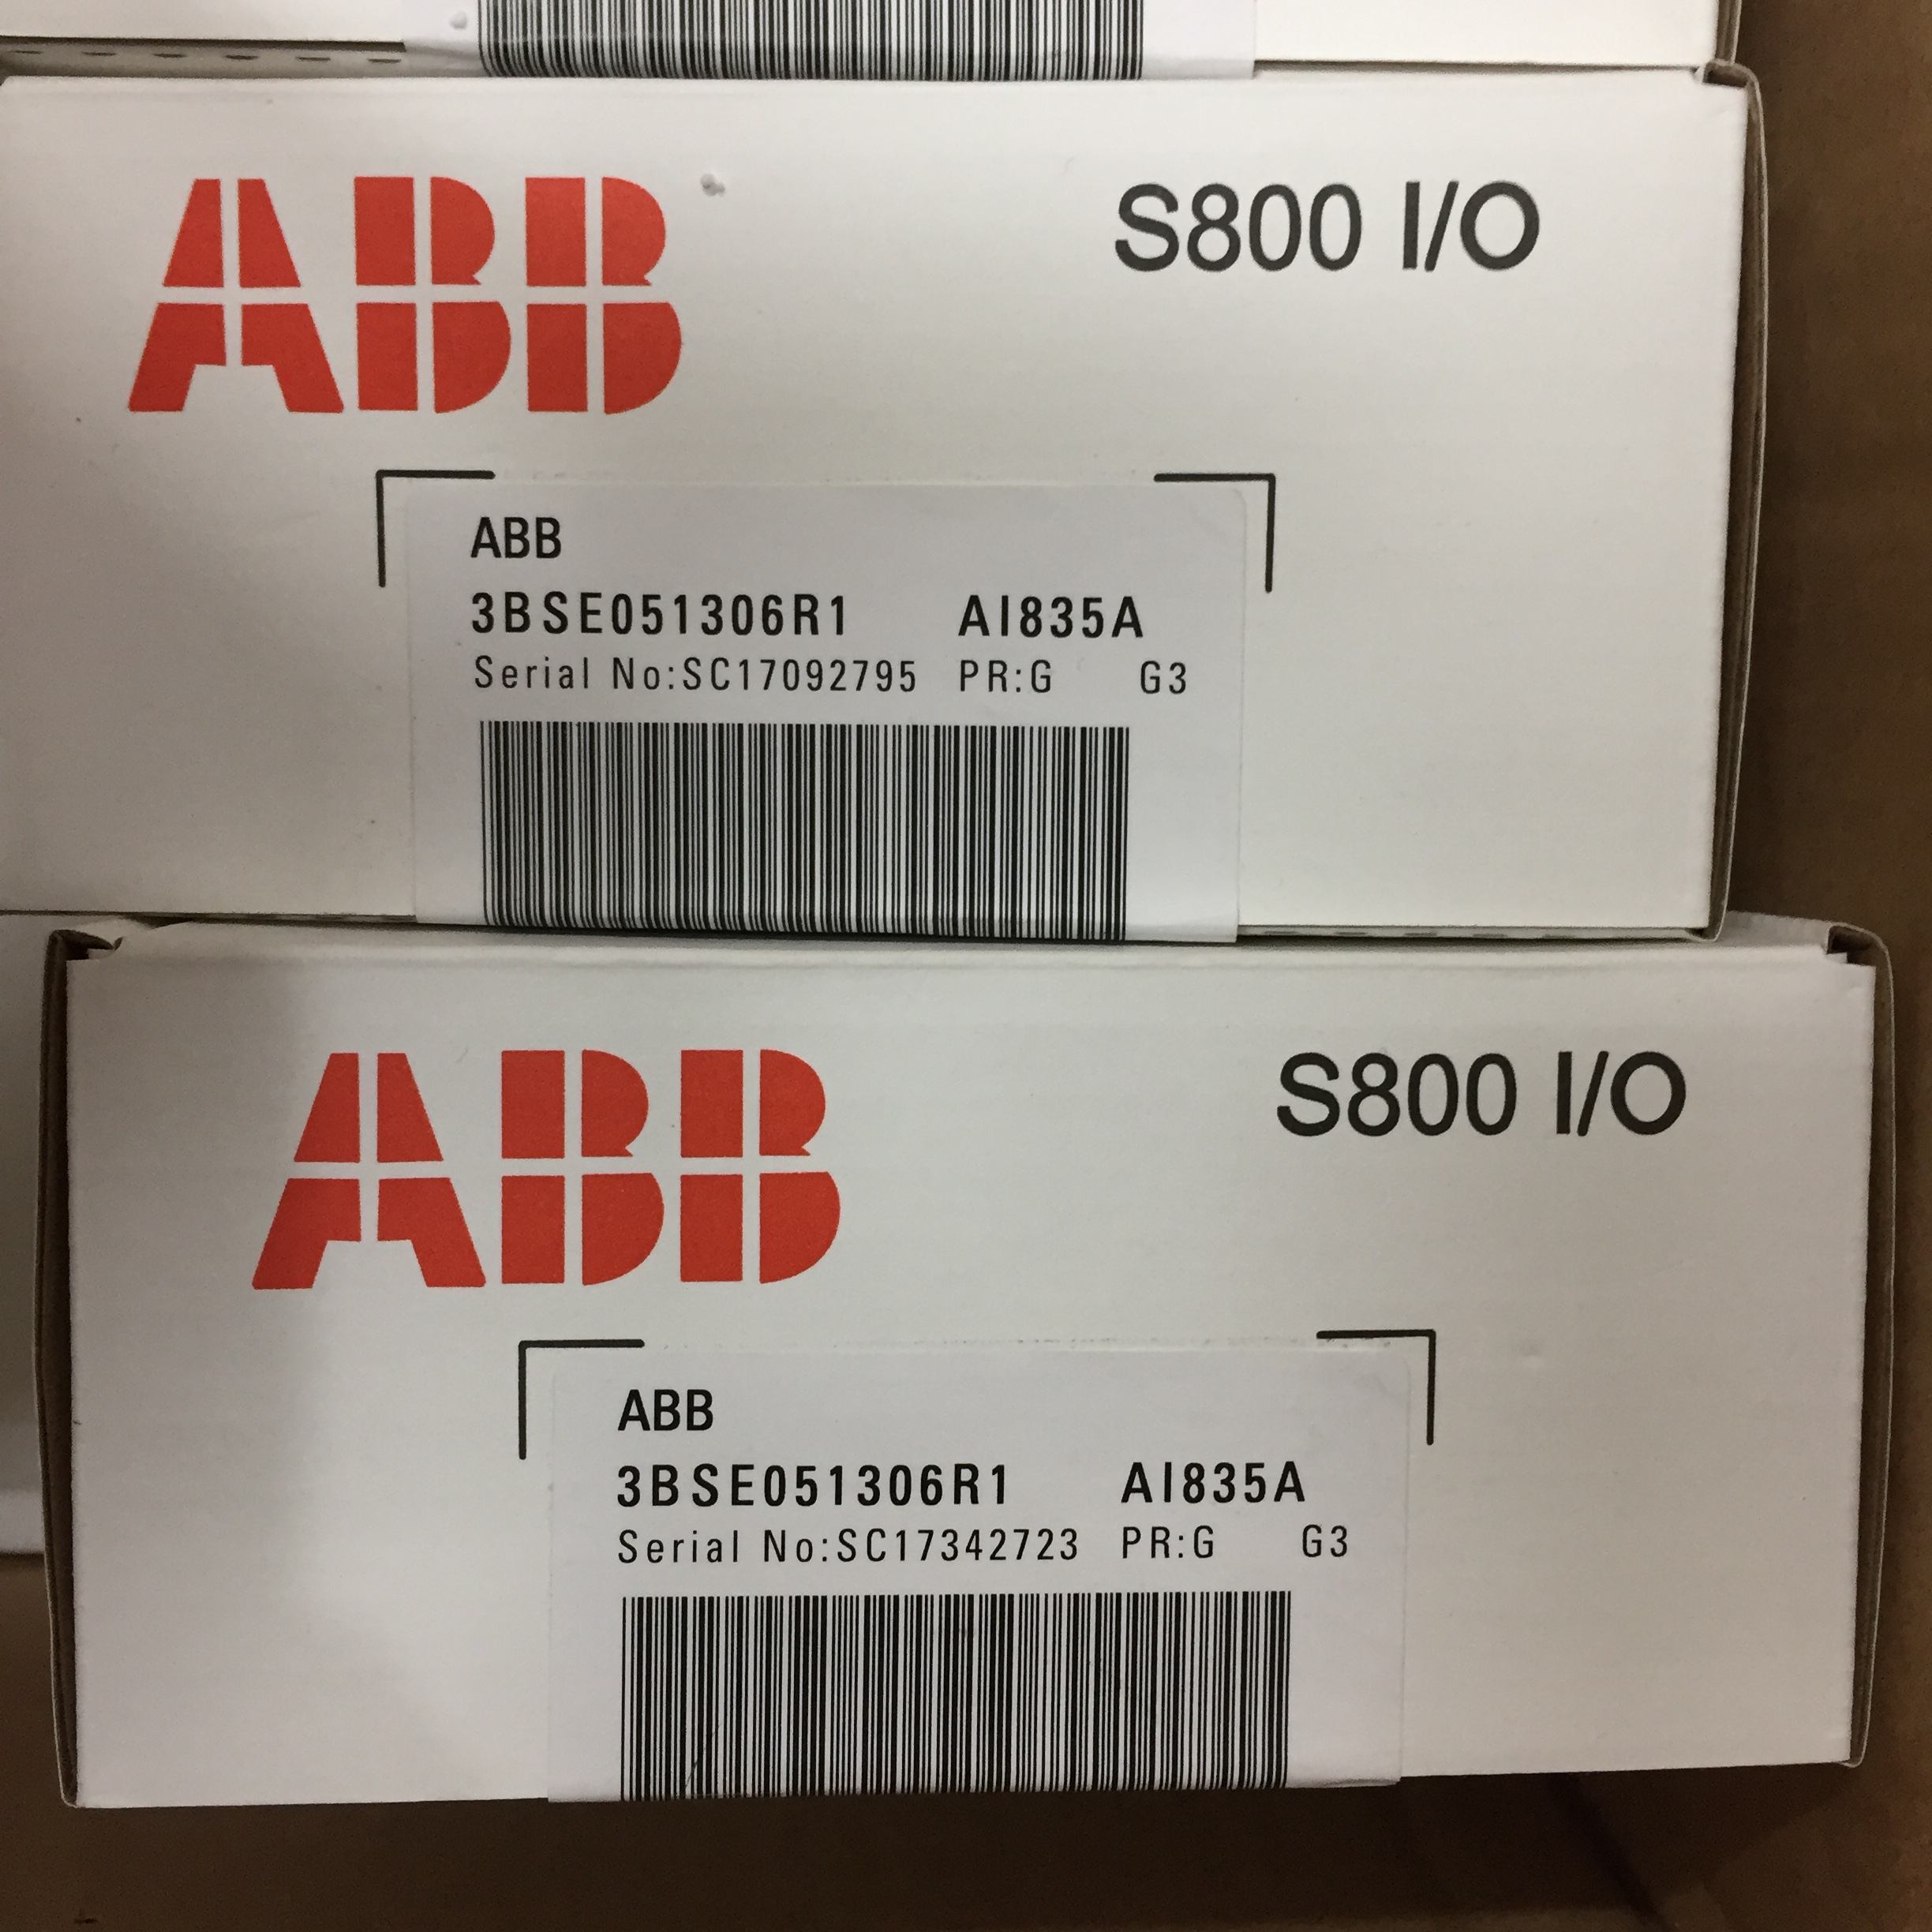 ABB S800 I/O
ABB
3BSE051306R1 AI835A
Serial No:SC17092795 PR:G G3
ABB S800 I/O
ABB
3BSE051306R1 AI835A
Serial No:SC17342723 PR:G G3